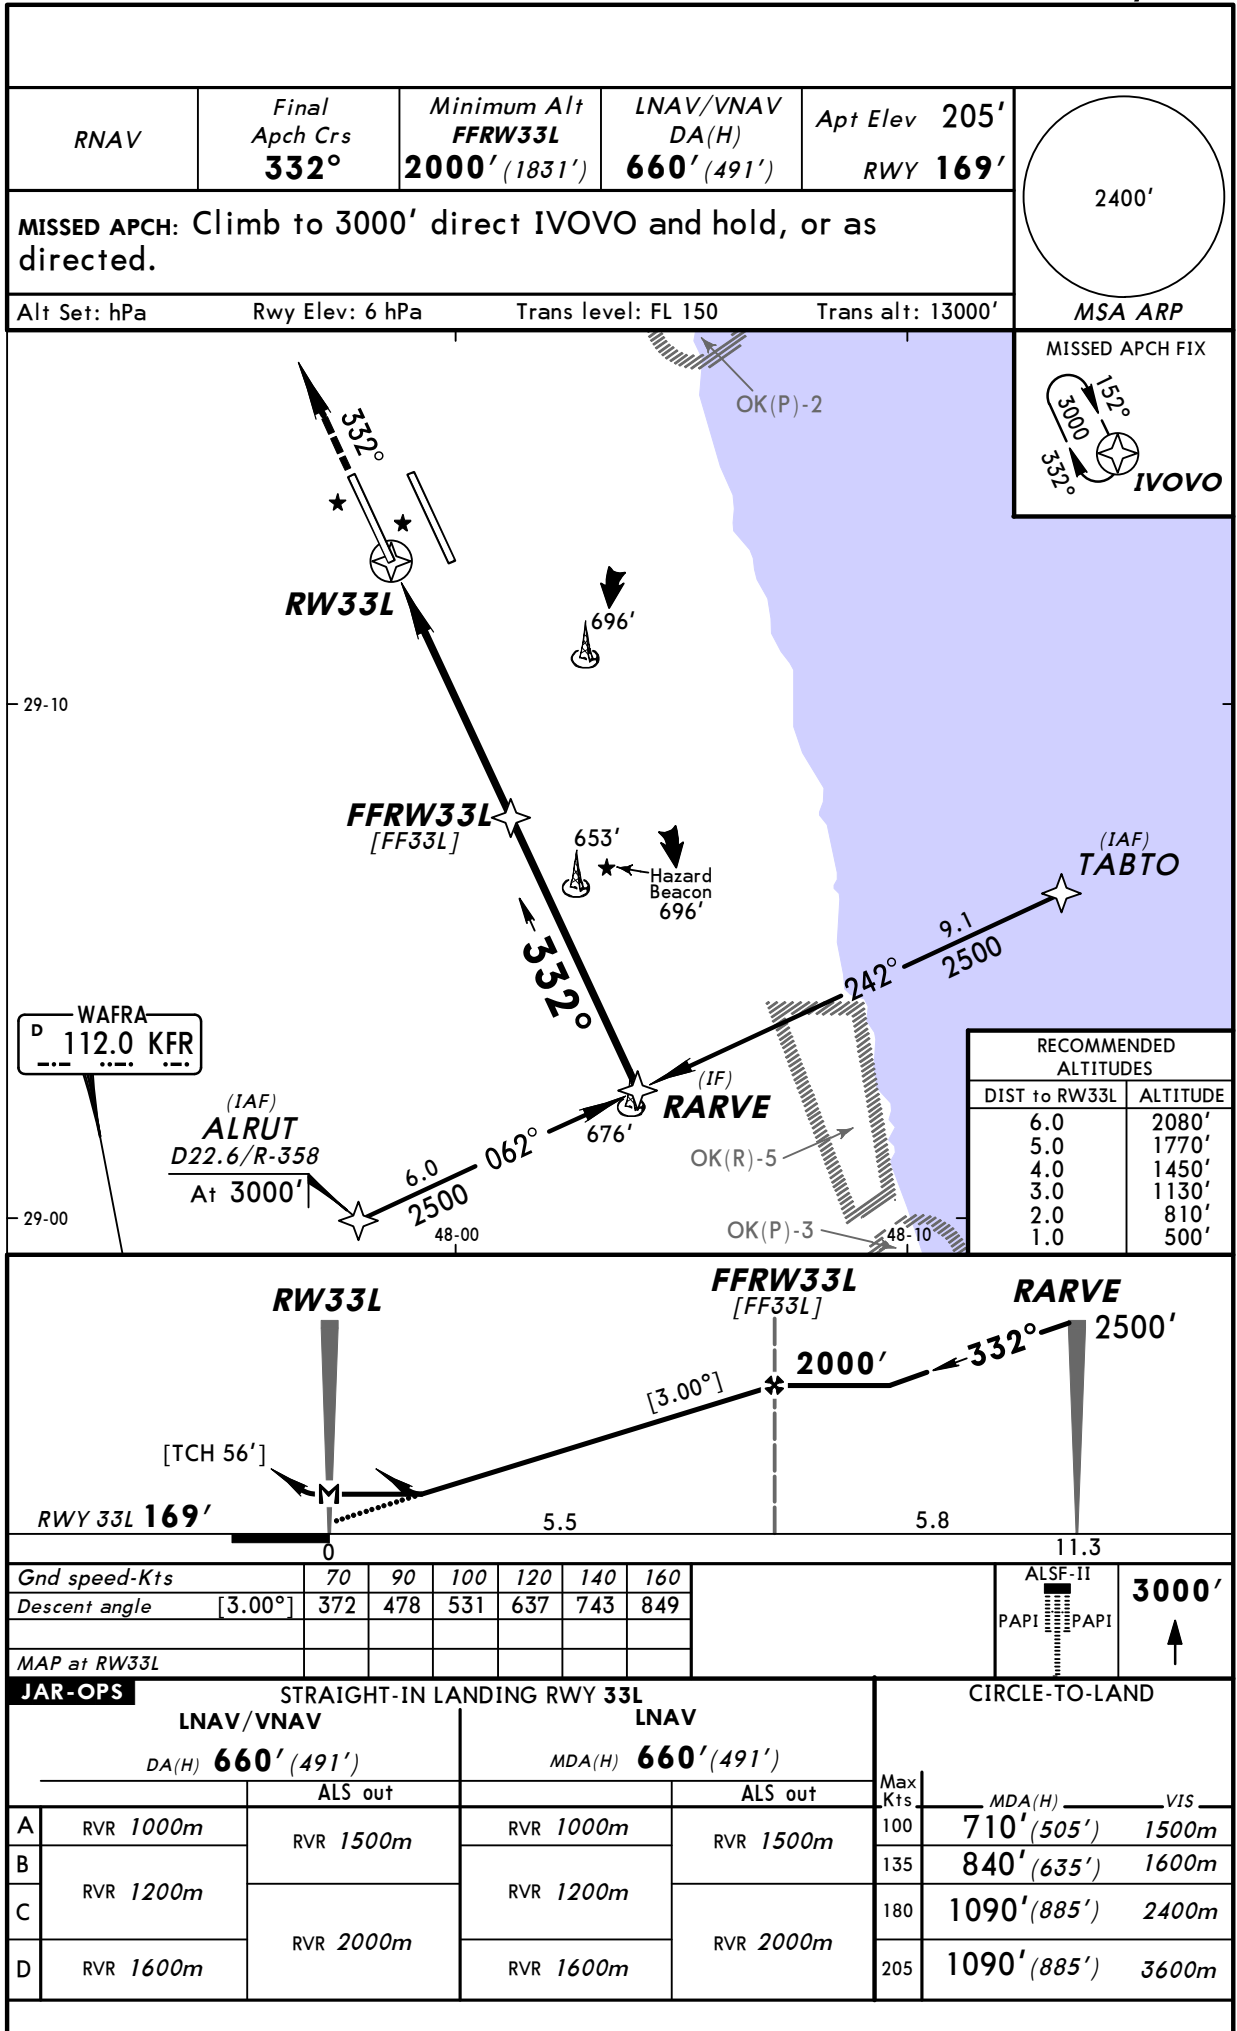 RNAV
Final
Apch Crs
332°
Minimum Alt
FFRW33L
2000' (1831')
LNAV/VNAV
DA(H)
660' (491')
Apt Elev 205'
RWY 169'
2400'
MSA ARP
MISSED APCH: Climb to 3000' direct IVOVO and hold, or as
directed.
Alt Set: hPa Rwy Elev: 6 hPa Trans level: FL 150 Trans alt: 13000'
MISSED APCH FIX
152°
3000
332°
IVOVO
OK(P)-2
332°
RW33L
696'
29-10
FFRW33L
[FF33L]
653'
Hazard
Beacon
696'
(IAF)
TABTO
9.1
2500
242°
332°
WAFRA
D 112.0 KFR
(IF)
RARVE
676'
(IAF)
ALRUT
D22.6/R-358
At 3000'
062°
6.0
2500
OK(R)-5
OK(P)-3
29-00
48-00
48-10
RECOMMENDED
ALTITUDES
DIST to RW33L ALTITUDE
6.0 2080'
5.0 1770'
4.0 1450'
3.0 1130'
2.0 810'
1.0 500'
RW33L
FFRW33L
[FF33L]
RARVE
2500'
332°
2000'
[3.00°]
[TCH 56']
M
RWY 33L 169'
5.5
5.8
0
11.3
Gnd speed-Kts 70 90 100 120 140 160
Descent angle [3.00°] 372 478 531 637 743 849
MAP at RW33L
ALSF-II
PAPI PAPI
3000'
JAR-OPS
STRAIGHT-IN LANDING RWY 33L
CIRCLE-TO-LAND
LNAV/VNAV
LNAV
DA(H) 660' (491')
MDA(H) 660' (491')
ALS out
ALS out
Max
Kts
MDA(H) VIS
A RVR 1000m RVR 1500m RVR 1000m RVR 1500m 100 710' (505') 1500m
B 135 840' (635') 1600m
RVR 1200m RVR 1200m
C 180 1090' (885') 2400m
RVR 2000m RVR 2000m
D RVR 1600m RVR 1600m 205 1090' (885') 3600m